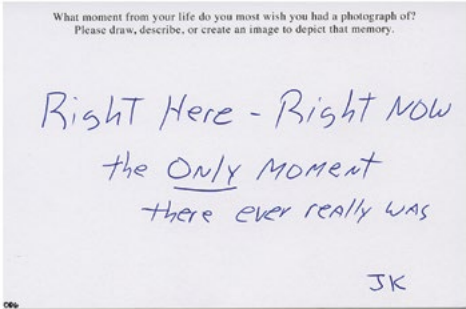 What moment from your life do you most wish you had a photograph of?
Please draw, describe, or create an image to depict that memory.
Right Here - Right Now
the ONLY MOMENT
there ever really was
JK
006